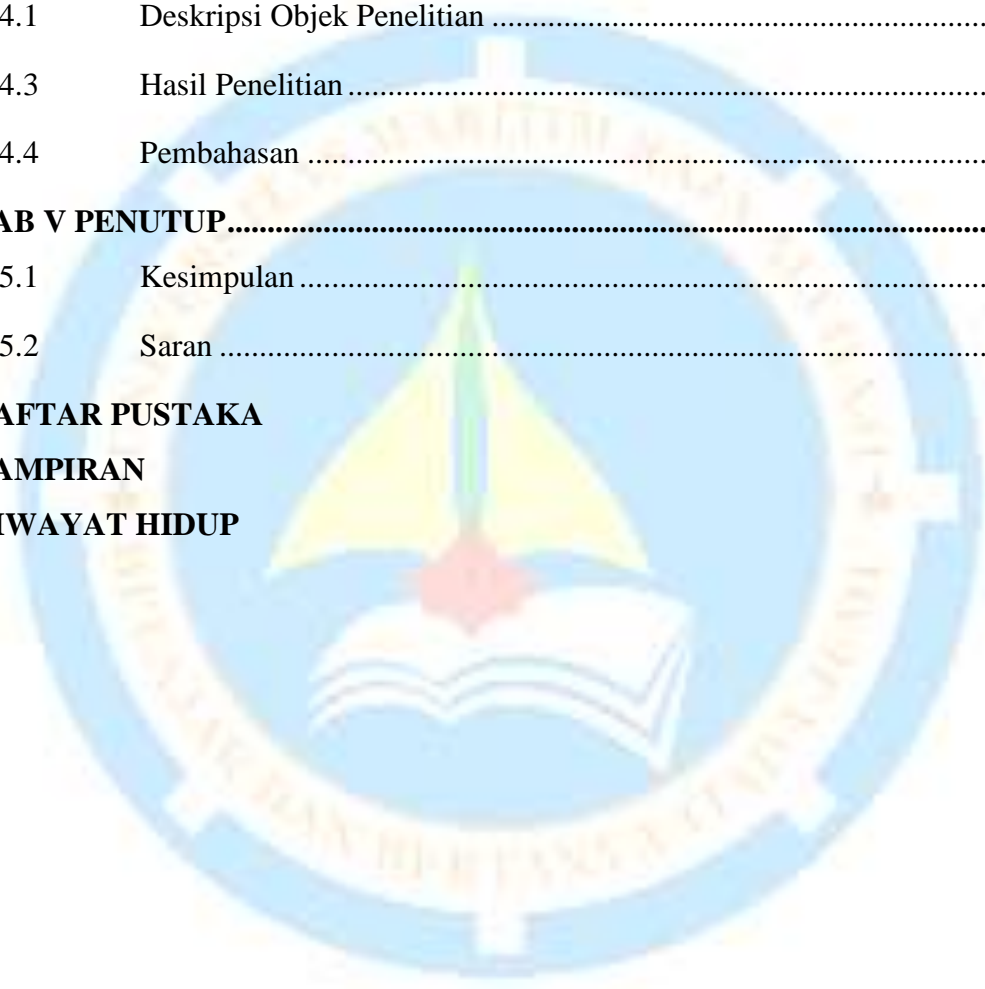 4.1 Deskripsi Objek Penelitian ..............................................................
4.3 Hasil Penelitian ................................................................................
4.4 Pembahasan .....................................................................................
AB V PENUTUP ...............................................................................................
5.1 Kesimpulan ......................................................................................
5.2 Saran ................................................................................................
AFTAR PUSTAKA
AMPIRAN
IWAYAT HIDUP